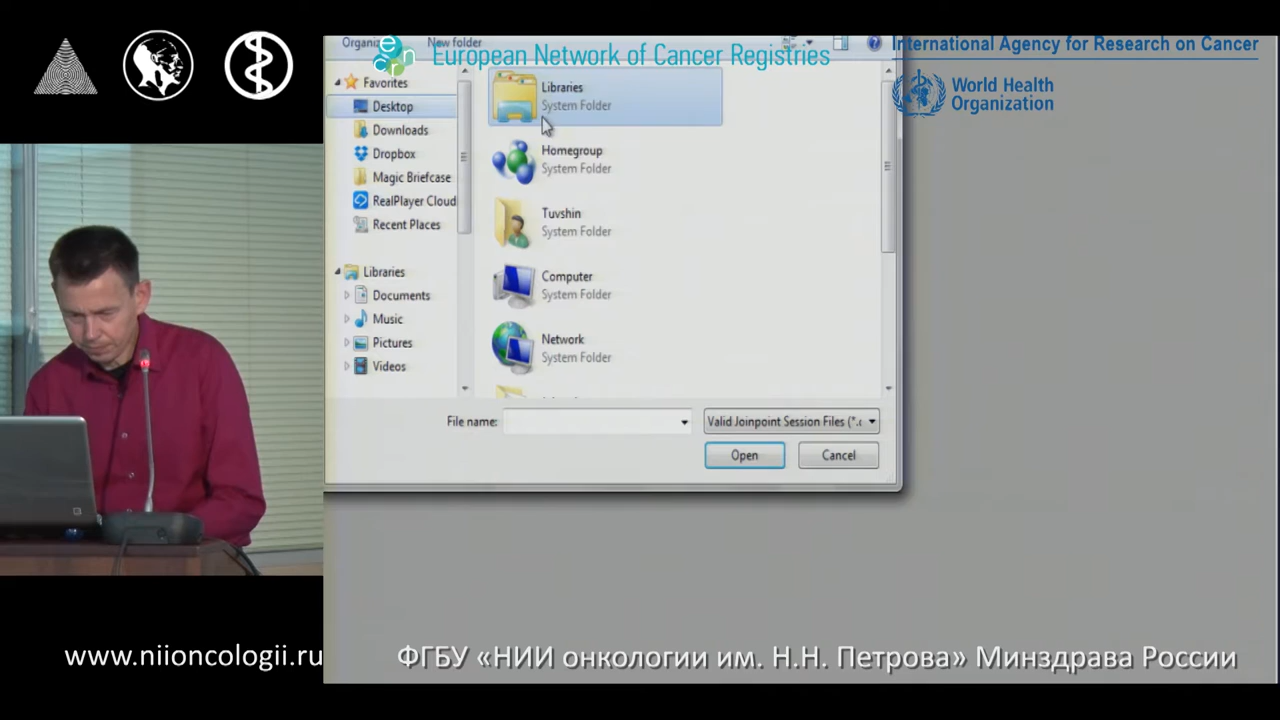 European Network of Cancer Registries
International Agency for Research on Cancer
World Health
Organization
New folder
Favorites
Desktop
Downloads
Dropbox
Magic Briefcase
RealPlayer Cloud
Recent Places
Libraries
Documents
Music
Pictures
Videos
Libraries
System Folder
Homegroup
System Folder
Tuvshin
System Folder
Computer
System Folder
Network
System Folder
File name:
Valid Joinpoint Session Files (*.
Open
Cancel
www.niioncologii.ru
ФГБУ «НИИ онкологии им. Н.Н. Петрова» Минздрава России